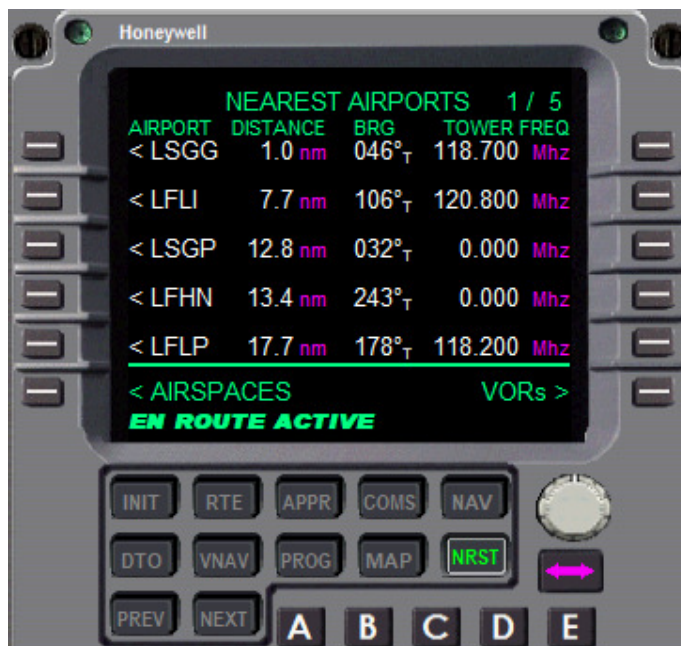 Honeywell
NEAREST AIRPORTS 1 / 5
AIRPORT DISTANCE BRG TOWER FREQ
< LSGG 1.0 nm 046°T 118.700 Mhz
< LFLI 7.7 nm 106°T 120.800 Mhz
< LSGP 12.8 nm 032°T 0.000 Mhz
< LFHN 13.4 nm 243°T 0.000 Mhz
< LFLP 17.7 nm 178°T 118.200 Mhz
< AIRSPACES VORs >
EN ROUTE ACTIVE
INIT RTE APPR COMS NAV
DTO VNAV PROG MAP NRST
PREV NEXT A B C D E